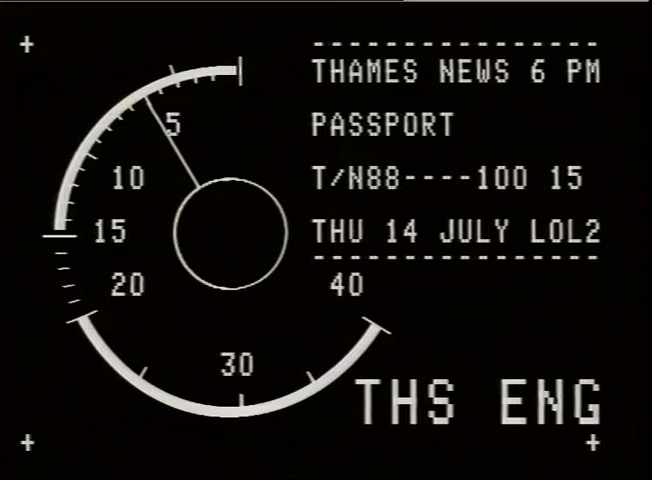 THAMES NEWS 6 PM
PASSPORT
T/N88----100 15
THU 14 JULY LOL2
5
10
15
20
40
30
THS ENG